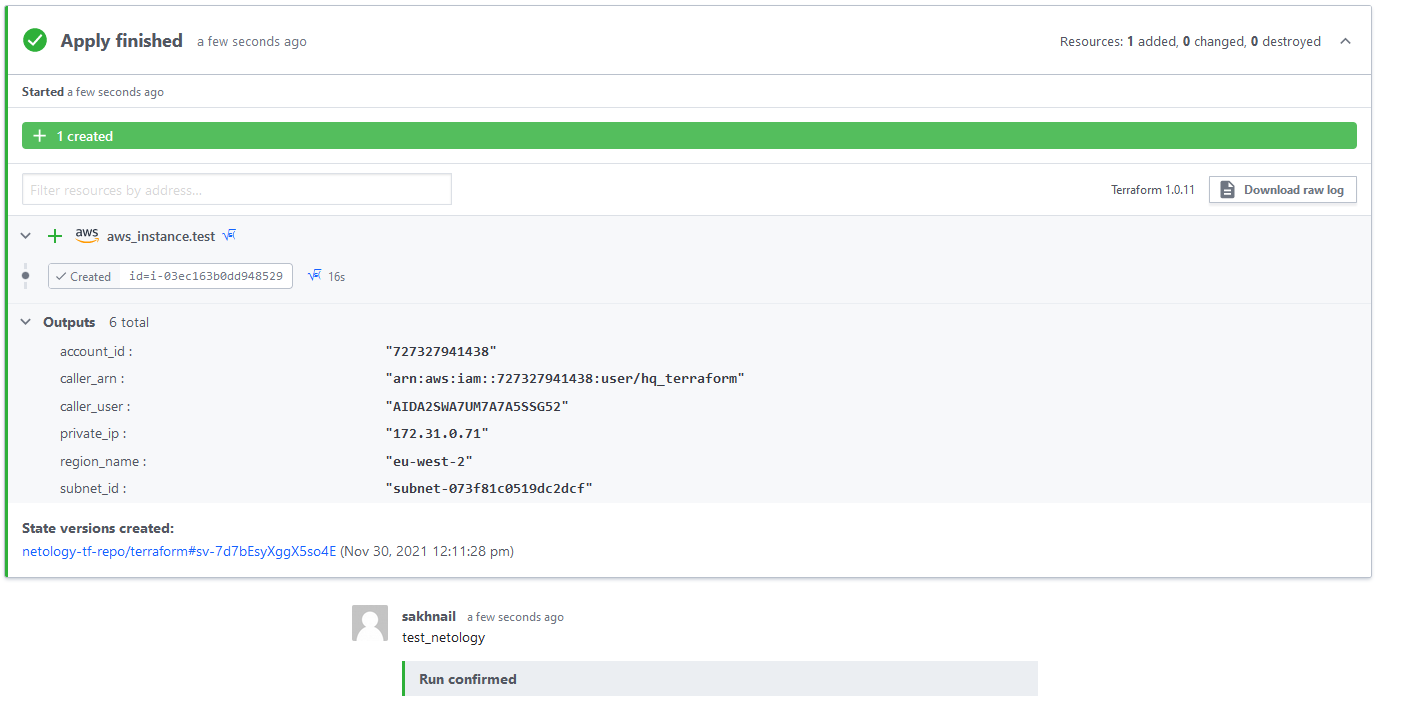 Apply finished a few seconds ago Resources: 1 added, 0 changed, 0 destroyed
Started a few seconds ago
+ 1 created
Filter resources by address... Terraform 1.0.11 Download raw log
+ aws aws_instance.test
Created id=i-03ec163b0dd948529 16s
Outputs 6 total
account_id : "727327941438"
caller_arn : "arn:aws:iam::727327941438:user/hq_terraform"
caller_user : "AIDA2SWA7UM7A7A5SSG52"
private_ip : "172.31.0.71"
region_name : "eu-west-2"
subnet_id : "subnet-073f81c0519dc2dcf"
State versions created:
netology-tf-repo/terraform#sv-7d7bEsyXggX5so4E (Nov 30, 2021 12:11:28 pm)
sakhnail a few seconds ago
test_netology
Run confirmed